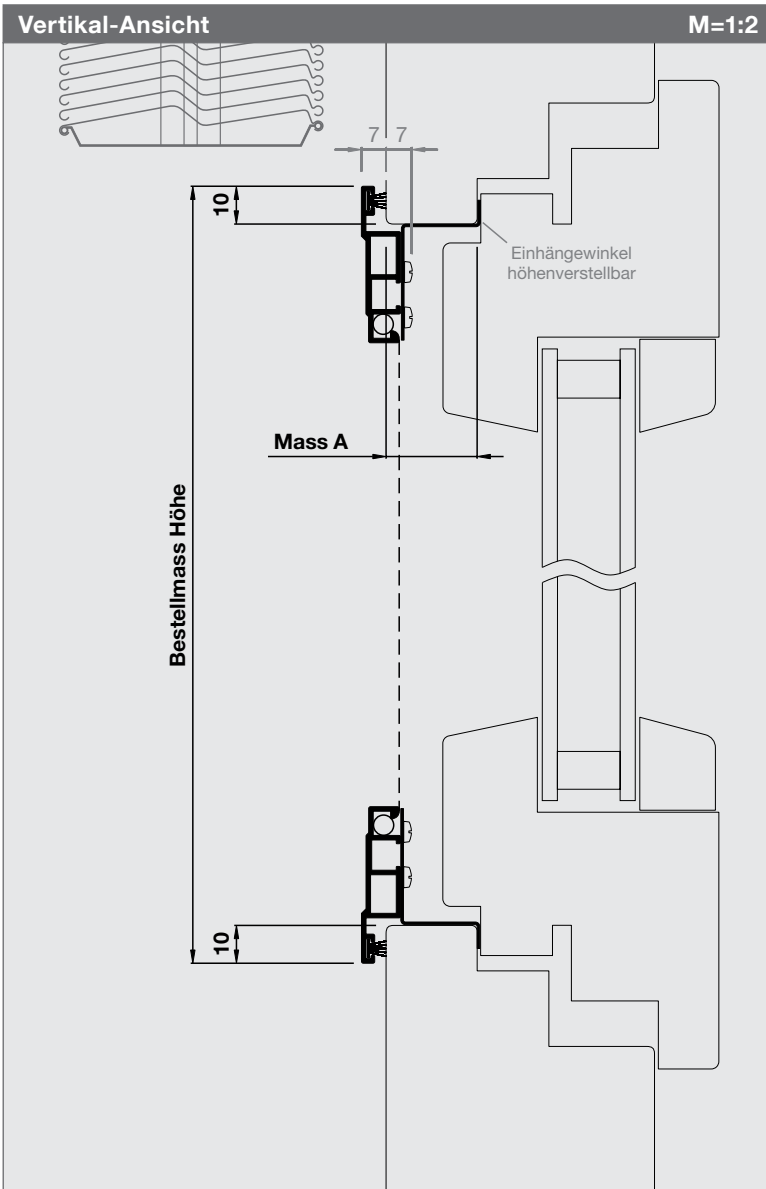 Vertikal-Ansicht M=1:2
7 7
10
Einhängewinkel
höhenverstellbar
Mass A
Bestellmass Höhe
10